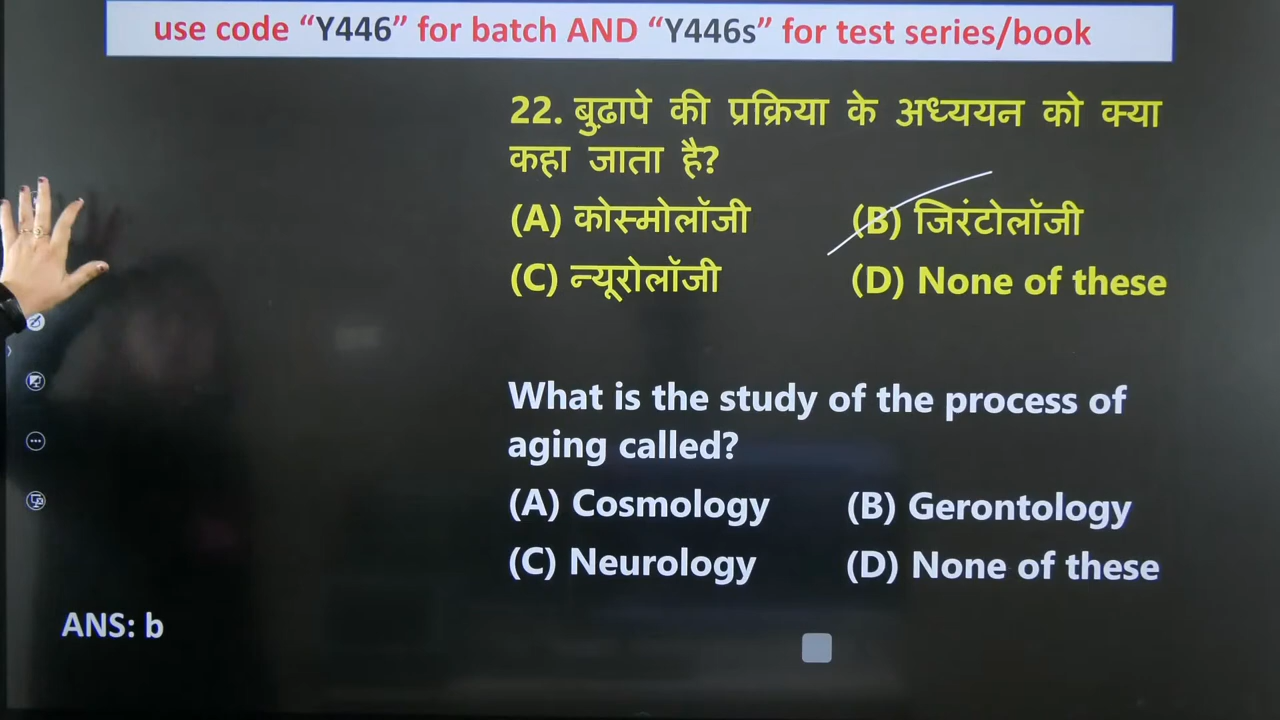 use code “Y446” for batch AND “Y446s” for test series/book
22. बुढ़ापे की प्रक्रिया के अध्ययन को क्या
कहा जाता है?
(A) कोस्मोलॉजी (B) जिरंटोलॉजी
(C) न्यूरोलॉजी (D) None of these
What is the study of the process of
aging called?
(A) Cosmology (B) Gerontology
(C) Neurology (D) None of these
ANS: b